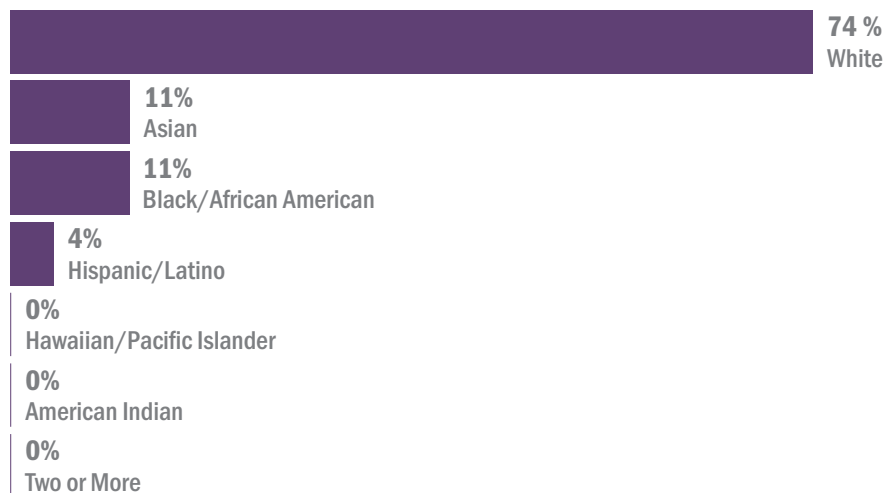 74 %
White
11%
Asian
11%
Black/African American
4%
Hispanic/Latino
0%
Hawaiian/Pacific Islander
0%
American Indian
0%
Two or More